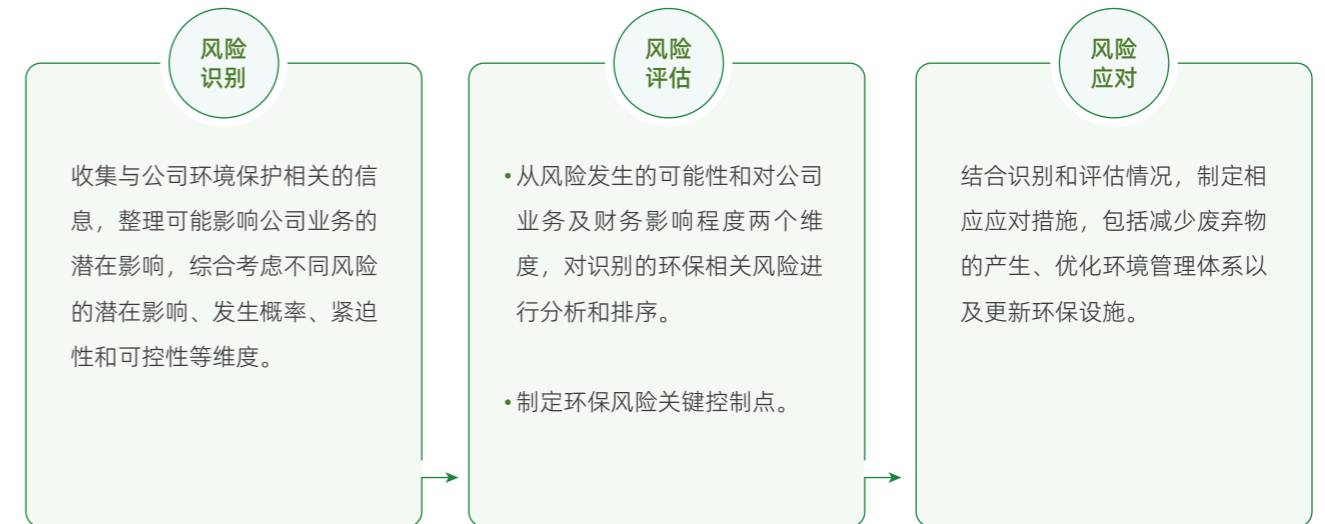 风险
识别
收集与公司环境保护相关的信
息，整理可能影响公司业务的
潜在影响，综合考虑不同风险
的潜在影响、发生概率、紧迫
性和可控性等维度。
风险
评估
•从风险发生的可能性和对公司
业务及财务影响程度两个维
度，对识别的环保相关风险进
行分析和排序。
•制定环保风险关键控制点。
风险
应对
结合识别和评估情况，制定相
应应对措施，包括减少废弃物
的产生、优化环境管理体系以
及更新环保设施。